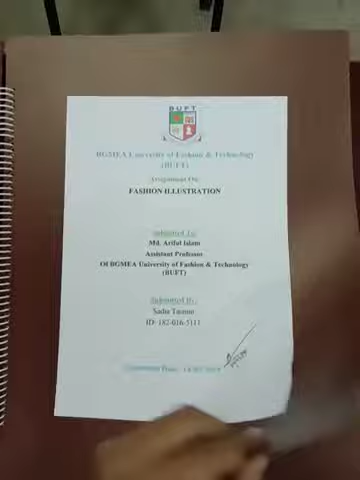 BUFT
BGMEA University of Fashion & Technology
(BUFT)
Assignment On:
FASHION ILLUSTRATION
Submitted To:
Md. Ariful Islam
Assistant Professor
Of BGMEA University of Fashion & Technology
(BUFT)
Submitted By:
Sadia
ID: 182-016-5111